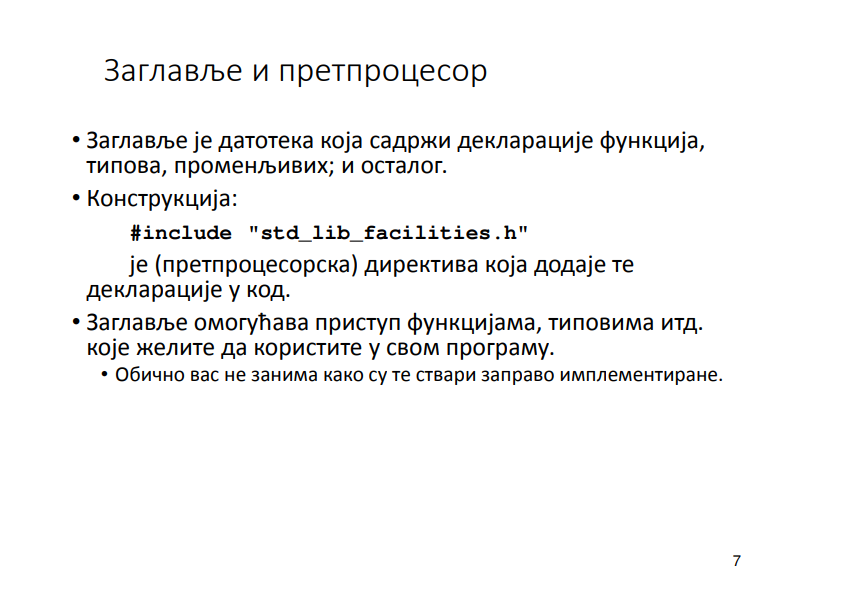 Заглавље и претпроцесор
• Заглавље је датотека која садржи декларације функција,
типова, променљивих; и осталог.
• Конструкција:
#include "std_lib_facilities.h"
је (претпроцесорска) директива која додаје те
декларације у код.
• Заглавље омогућава приступ функцијама, типовима итд.
које желите да користите у свом програму.
• Обично вас не занима како су те ствари заправо имплементиране.
7